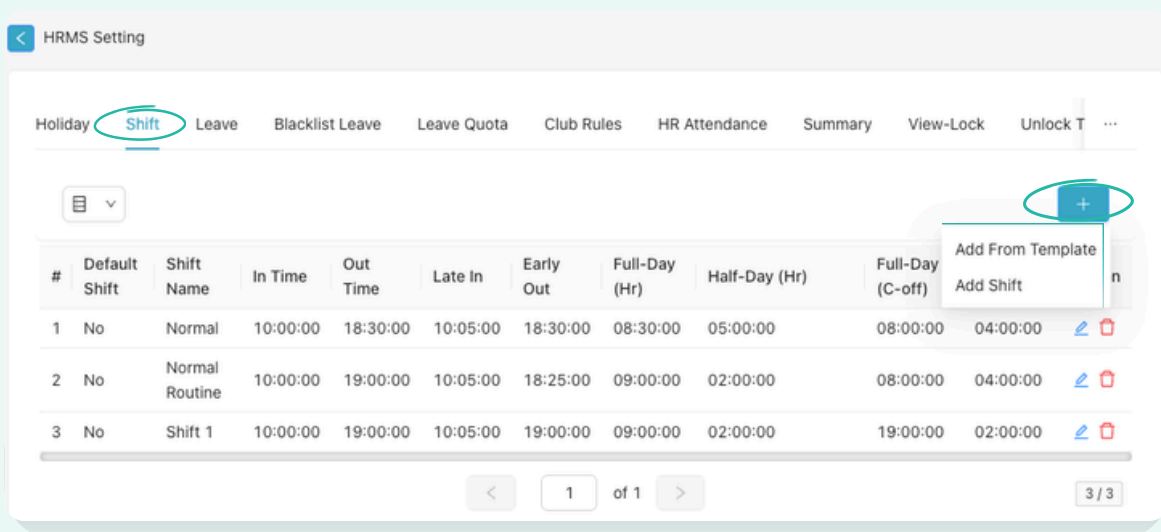 HRMS Setting
Holiday Shift Leave Blacklist Leave Leave Quota Club Rules HR Attendance Summary View-Lock Unlock T ...
+
Add From Template
Add Shift
# Default Shift Shift Name In Time Out Time Late In Early Out Full-Day (Hr) Half-Day (Hr) Full-Day (C-off) n
1 No Normal 10:00:00 18:30:00 10:05:00 18:30:00 08:30:00 05:00:00 08:00:00 04:00:00
2 No Normal Routine 10:00:00 19:00:00 10:05:00 18:25:00 09:00:00 02:00:00 08:00:00 04:00:00
3 No Shift 1 10:00:00 19:00:00 10:05:00 19:00:00 09:00:00 02:00:00 19:00:00 02:00:00
< 1 of 1 >
3 / 3